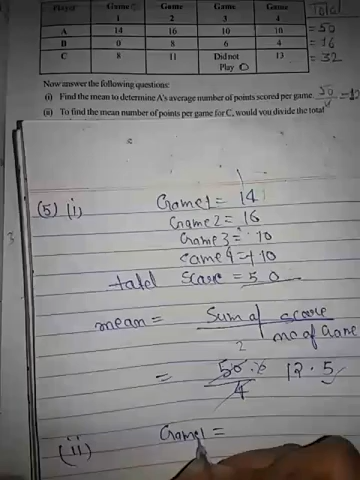 Player Game 1 Game 2 Game 3 Game 4 Total
A 14 16 10 10 = 50
B 0 8 6 4 = 16
C 8 11 Did not Play 0 13 = 32
Now answer the following questions:
(i) Find the mean to determine A's average number of points scored per game. 50/4 = 12
(ii) To find the mean number of points per game for C, would you divide the total
(5) (i) Game 1 = 14
Game 2 = 16
Game 3 = 10
Game 4 = 10
total Score = 50
mean = Sum of score
no of Game
= 50 12.5
4
(ii) Game 1 =